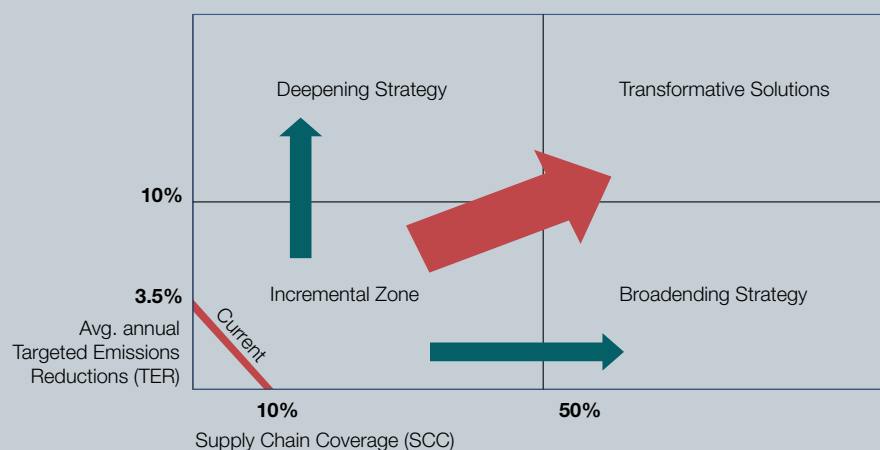 Deepening Strategy
Transformative Solutions
10%
3.5%
Incremental Zone
Broadending Strategy
Current
Avg. annual
Targeted Emissions
Reductions (TER)
10%
50%
Supply Chain Coverage (SCC)